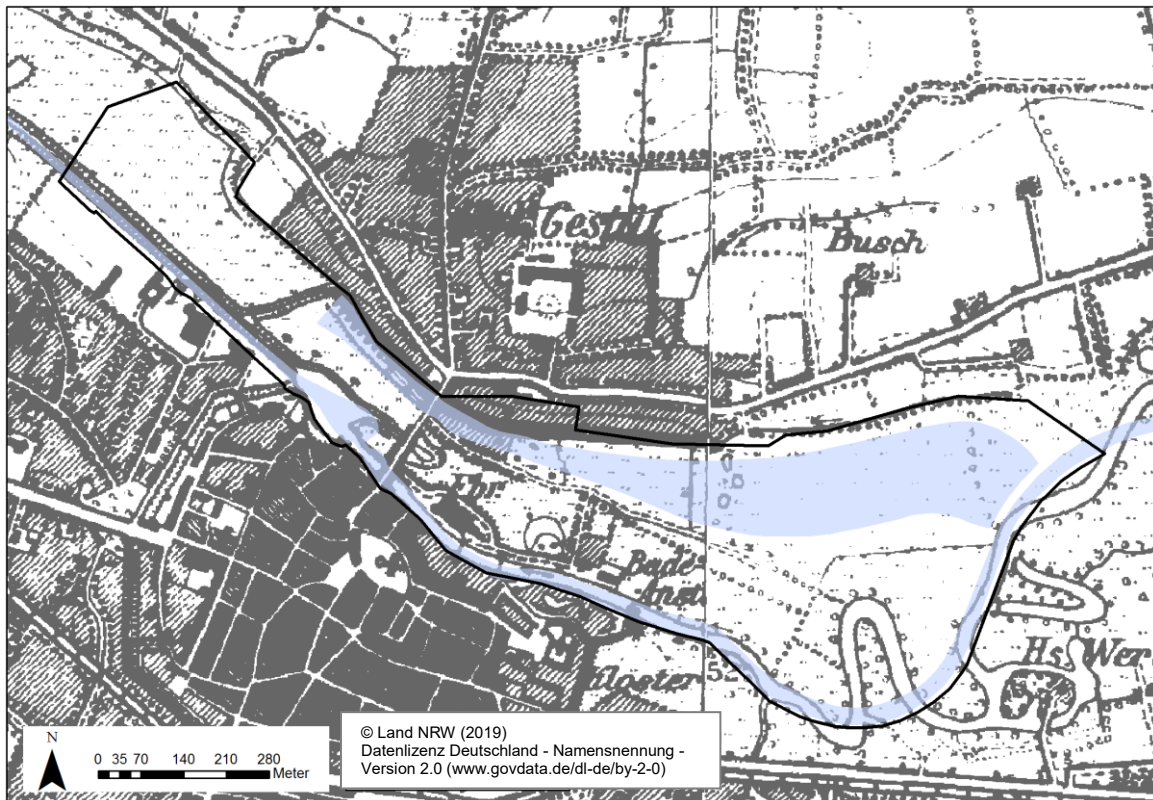 Gestüt
Busch
Bade-
Anst
Kloster
Hs. Wer
N
0 35 70 140 210 280
Meter
© Land NRW (2019)
Datenlizenz Deutschland - Namensnennung -
Version 2.0 (www.govdata.de/dl-de/by-2-0)